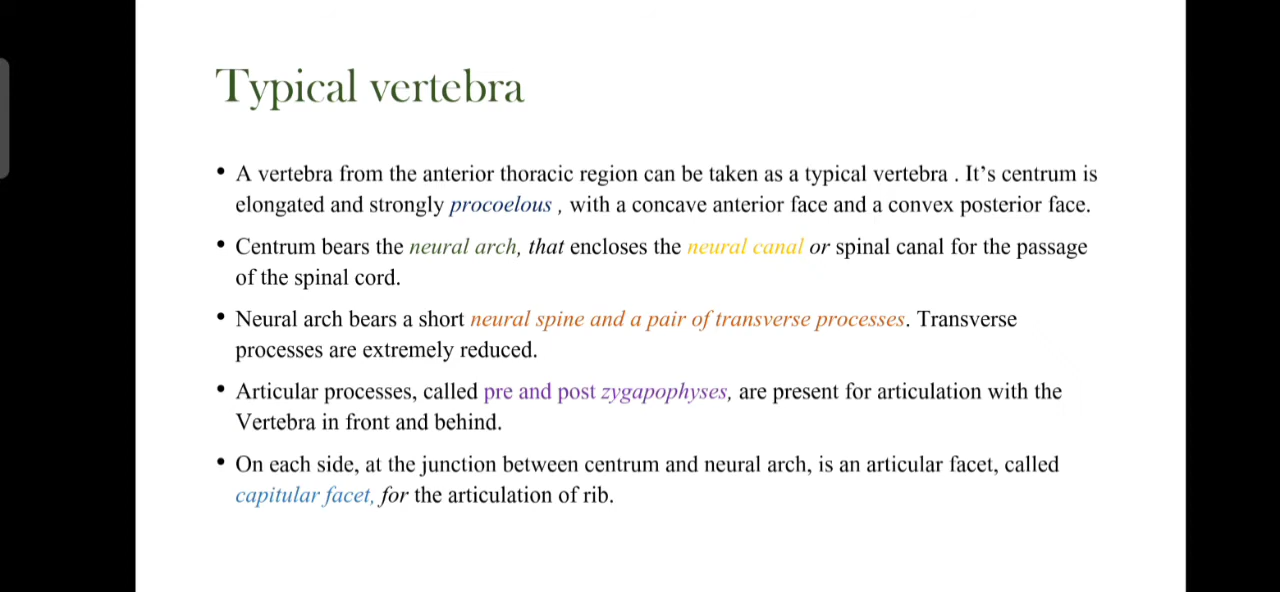 Typical vertebra
• A vertebra from the anterior thoracic region can be taken as a typical vertebra . It’s centrum is
elongated and strongly procoelous , with a concave anterior face and a convex posterior face.
• Centrum bears the neural arch, that encloses the neural canal or spinal canal for the passage
of the spinal cord.
• Neural arch bears a short neural spine and a pair of transverse processes. Transverse
processes are extremely reduced.
• Articular processes, called pre and post zygapophyses, are present for articulation with the
Vertebra in front and behind.
• On each side, at the junction between centrum and neural arch, is an articular facet, called
capitular facet, for the articulation of rib.